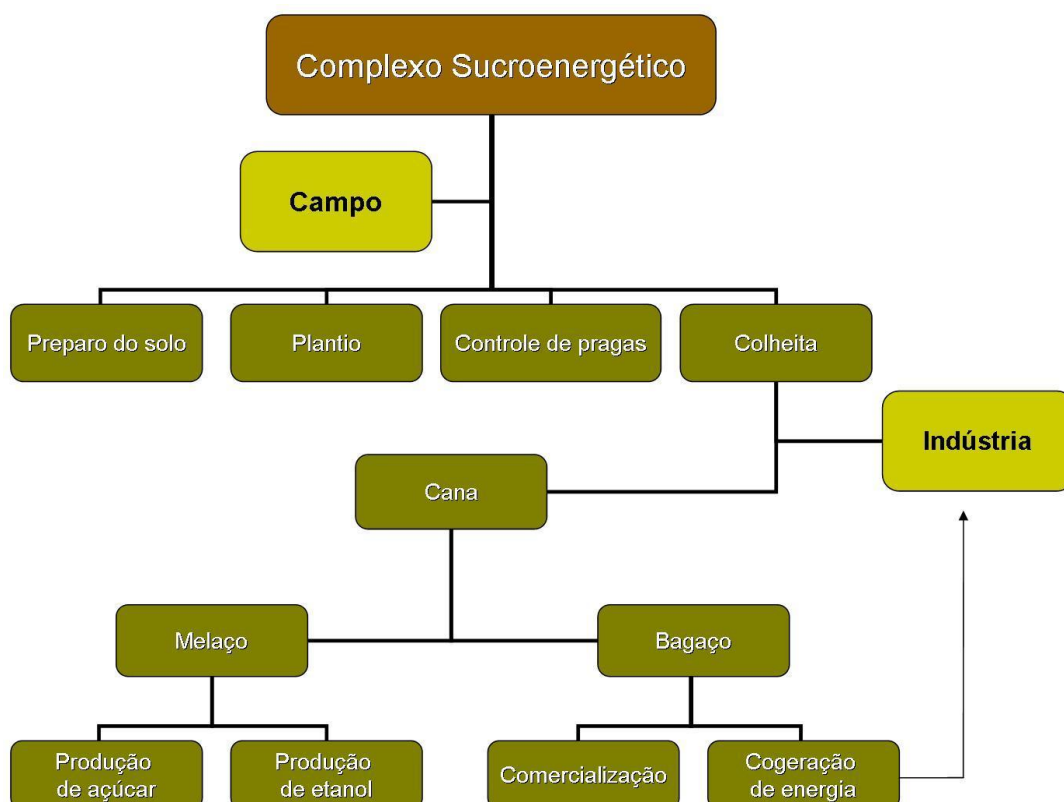 Complexo Sucroenergético
Campo
Preparo do solo
Plantio
Controle de pragas
Colheita
Indústria
Cana
Melaço
Bagaço
Produção
de açúcar
Produção
de etanol
Comercialização
Cogeração
de energia